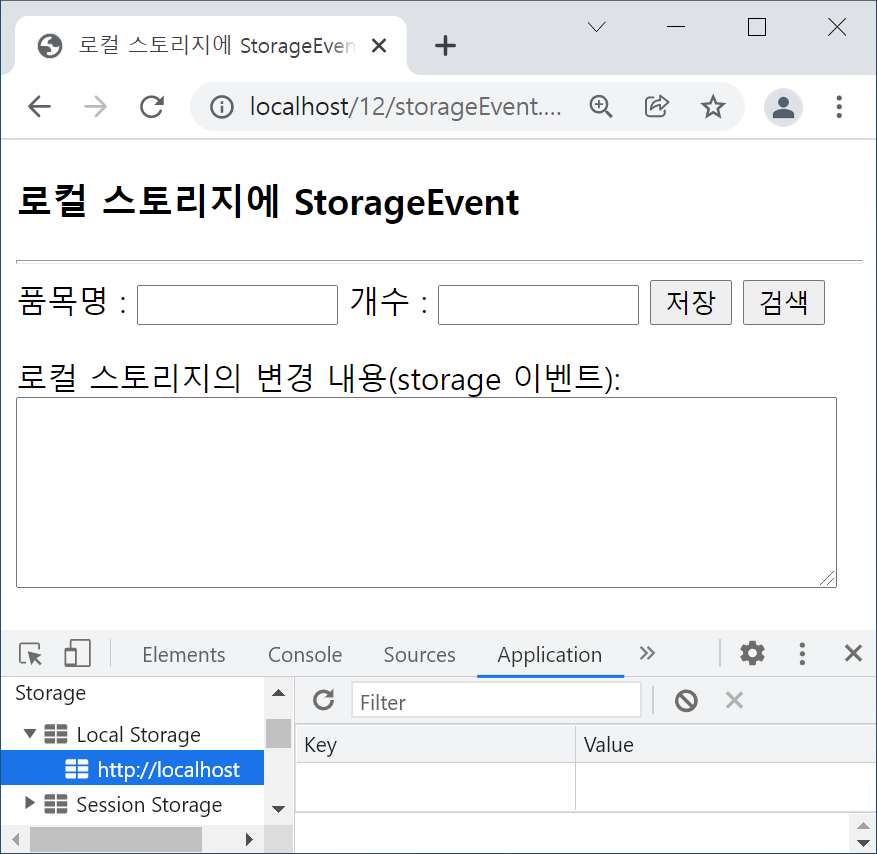 로컬 스토리지에 StorageEven
localhost/12/storageEvent....
로컬 스토리지에 StorageEvent
품목명 : 개수 : 저장 검색
로컬 스토리지의 변경 내용(storage 이벤트):
Elements Console Sources Application
Storage
Filter
Local Storage
Key Value
http://localhost
Session Storage